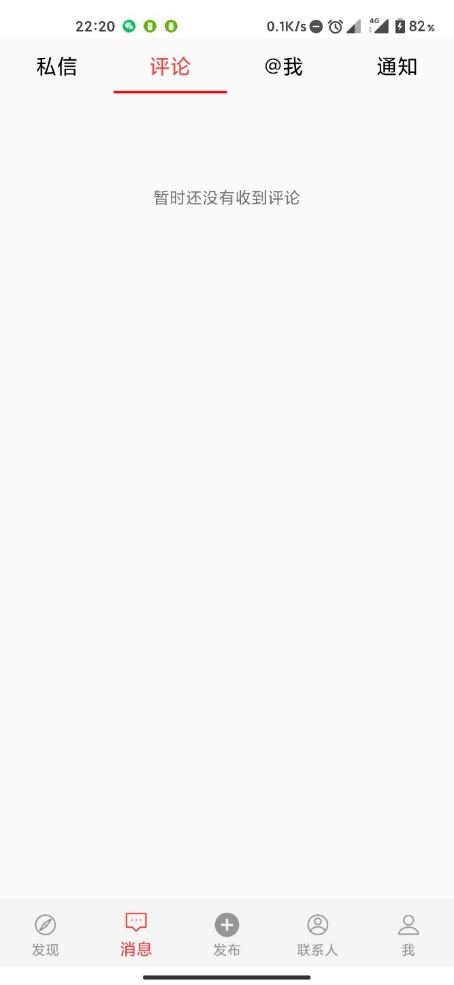 22:20 0.1K/s 4G 82%
私信 评论 @我 通知
暂时还没有收到评论
发现 消息 发布 联系人 我